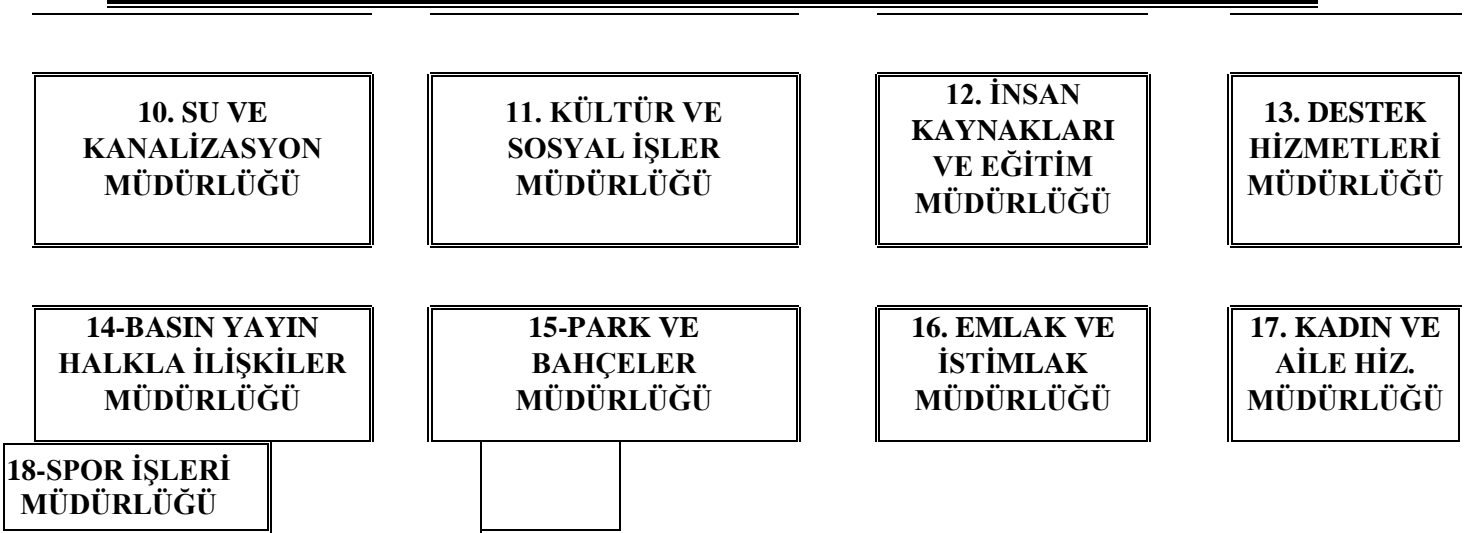 10. SU VE
KANALİZASYON
MÜDÜRLÜĞÜ
11. KÜLTÜR VE
SOSYAL İŞLER
MÜDÜRLÜĞÜ
12. İNSAN
KAYNAKLARI
VE EĞİTİM
MÜDÜRLÜĞÜ
13. DESTEK
HİZMETLERİ
MÜDÜRLÜĞÜ
14-BASIN YAYIN
HALKLA İLİŞKİLER
MÜDÜRLÜĞÜ
15-PARK VE
BAHÇELER
MÜDÜRLÜĞÜ
16. EMLAK VE
İSTİMLAK
MÜDÜRLÜĞÜ
17. KADIN VE
AİLE HİZ.
MÜDÜRLÜĞÜ
18-SPOR İŞLERİ
MÜDÜRLÜĞÜ